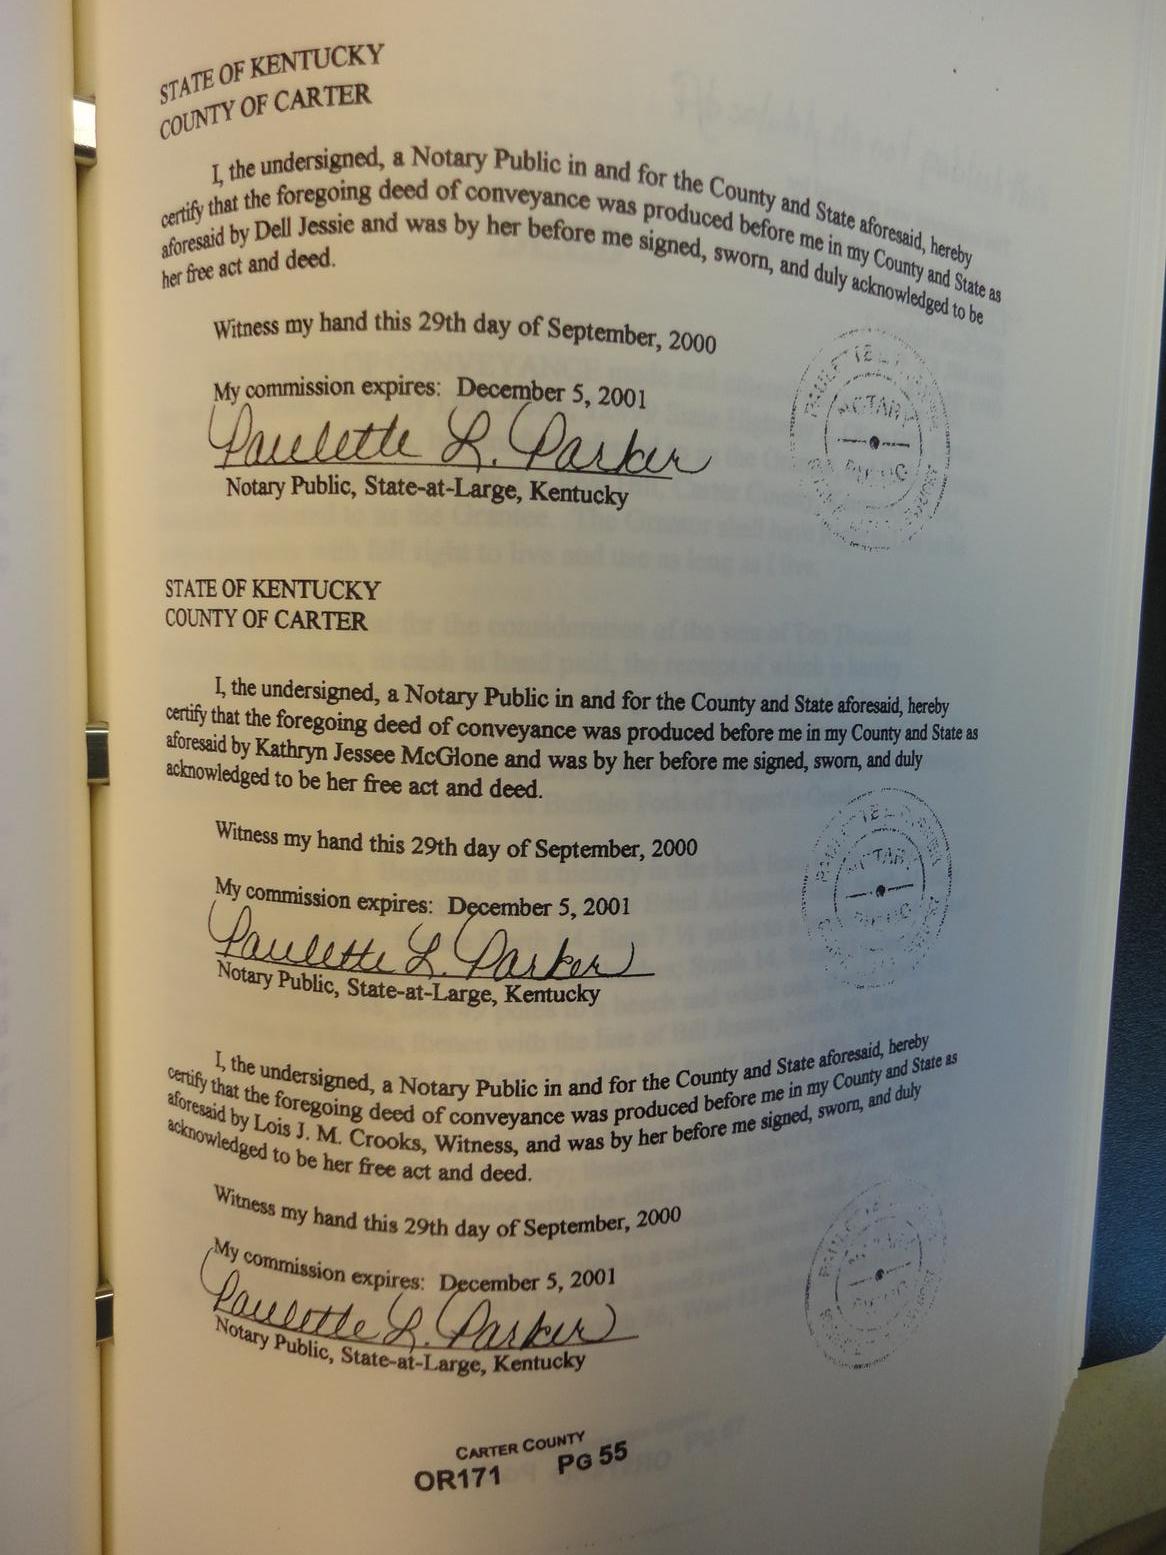 STATE OF KENTUCKY
COUNTY OF CARTER
I, the undersigned, a Notary Public in and for the County and State aforesaid, hereby
certify that the foregoing deed of conveyance was produced before me in my County and State as
aforesaid by Dell Jessie and was by her before me signed, sworn, and duly acknowledged to be
her free act and deed.
Witness my hand this 29th day of September, 2000
My commission expires: December 5, 2001
Paulette L. Parker
Notary Public, State-at-Large, Kentucky
NOTARY
PUBLIC
STATE OF KENTUCKY
COUNTY OF CARTER
I, the undersigned, a Notary Public in and for the County and State aforesaid, hereby
certify that the foregoing deed of conveyance was produced before me in my County and State as
aforesaid by Kathryn Jessee McGlone and was by her before me signed, sworn, and duly
acknowledged to be her free act and deed.
Witness my hand this 29th day of September, 2000
My commission expires: December 5, 2001
Paulette L. Parker
Notary Public, State-at-Large, Kentucky
NOTARY
PUBLIC
I, the undersigned, a Notary Public in and for the County and State aforesaid, hereby
certify that the foregoing deed of conveyance was produced before me in my County and State as
aforesaid by Lois J. M. Crooks, Witness, and was by her before me signed, sworn, and duly
acknowledged to be her free act and deed.
Witness my hand this 29th day of September, 2000
My commission expires: December 5, 2001
Paulette L. Parker
Notary Public, State-at-Large, Kentucky
NOTARY
PUBLIC
CARTER COUNTY
OR171 PG 55